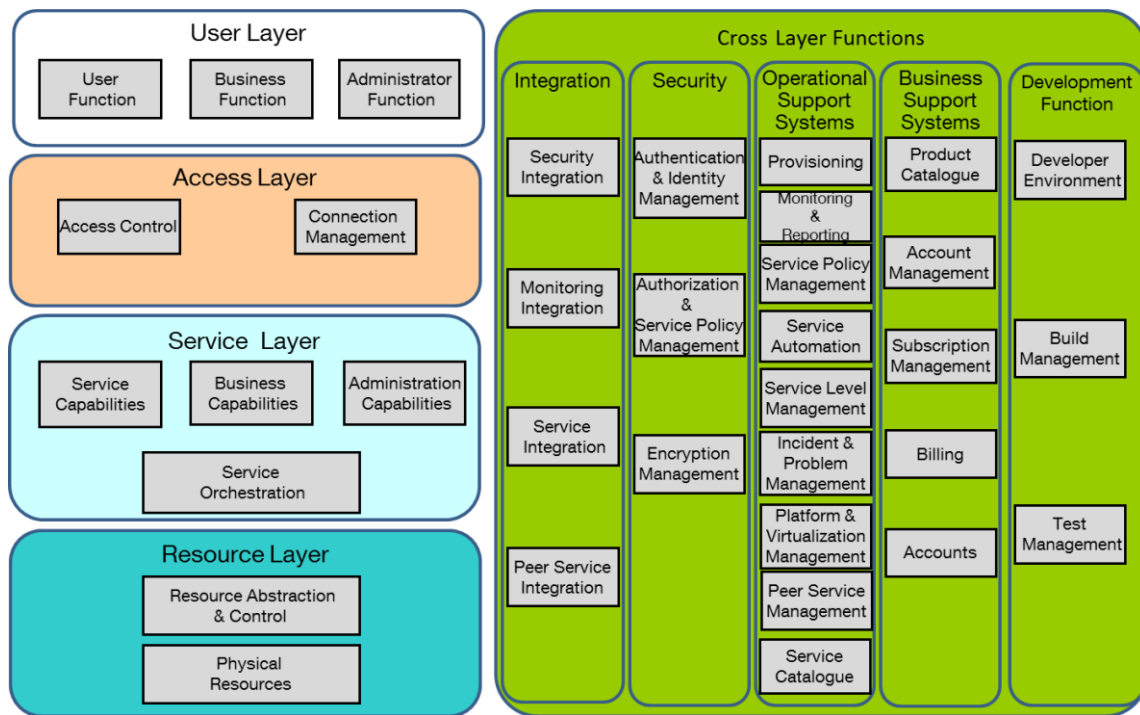 User Layer
User
Function
Business
Function
Administrator
Function
Access Layer
Access Control
Connection
Management
Service Layer
Service
Capabilities
Business
Capabilities
Administration
Capabilities
Service
Orchestration
Resource Layer
Resource Abstraction
& Control
Physical
Resources
Cross Layer Functions
Integration
Security
Integration
Monitoring
Integration
Service
Integration
Peer Service
Integration
Security
Authentication
& Identity
Management
Authorization
&
Service Policy
Management
Encryption
Management
Operational
Support
Systems
Provisioning
Monitoring
&
Reporting
Service Policy
Management
Service
Automation
Service Level
Management
Incident &
Problem
Management
Platform &
Virtualization
Management
Peer Service
Management
Service
Catalogue
Business
Support
Systems
Product
Catalogue
Account
Management
Subscription
Management
Billing
Accounts
Development
Function
Developer
Environment
Build
Management
Test
Management